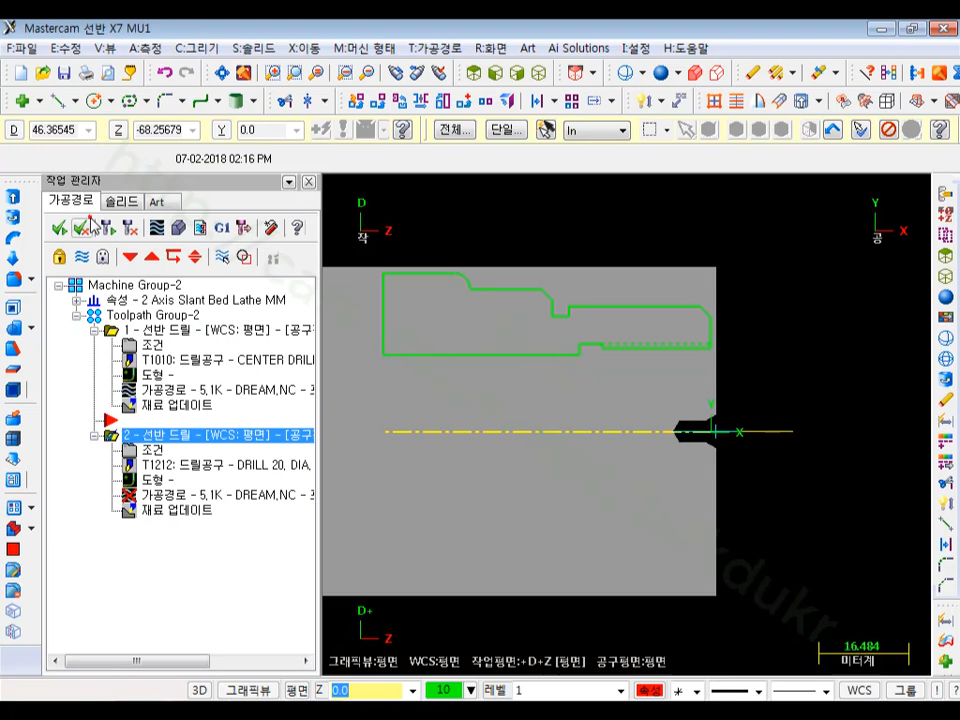 Mastercam 선반 X7 MU1
F:파일 E:수정 V:뷰 A:측정 C:그리기 S:솔리드 X:이동 M:머신 형태 T:가공경로 R:화면 Art Ai Solutions I:설정 H:도움말
D 46.36545 Z -68.25679 Y 0.0 전체... 단일... In
07-02-2018 02:16 PM
작업 관리자
가공경로 솔리드 Art
G1
Machine Group-2
속성 - 2 Axis Slant Bed Lathe MM
Toolpath Group-2
1 - 선반 드릴 - [WCS: 평면] - [공구
조건
T1010: 드릴공구 - CENTER DRILL
도형 -
가공경로 - 5,1K - DREAM,NC -
재료 업데이트
2 - 선반 드릴 - [WCS: 평면] - [공구
조건
T1212: 드릴공구 - DRILL 20, DIA,
도형 -
가공경로 - 5,1K - DREAM,NC -
재료 업데이트
D
Z
작
Y
X
공
Y
X
D+
Z
그래픽뷰:평면 WCS:평면 작업평면:+D+Z [평면] 공구평면:평면
16.484
미터계
3D 그래픽뷰 평면 Z 0.0 10 레벨 1 속성 WCS 그룹 ! ?